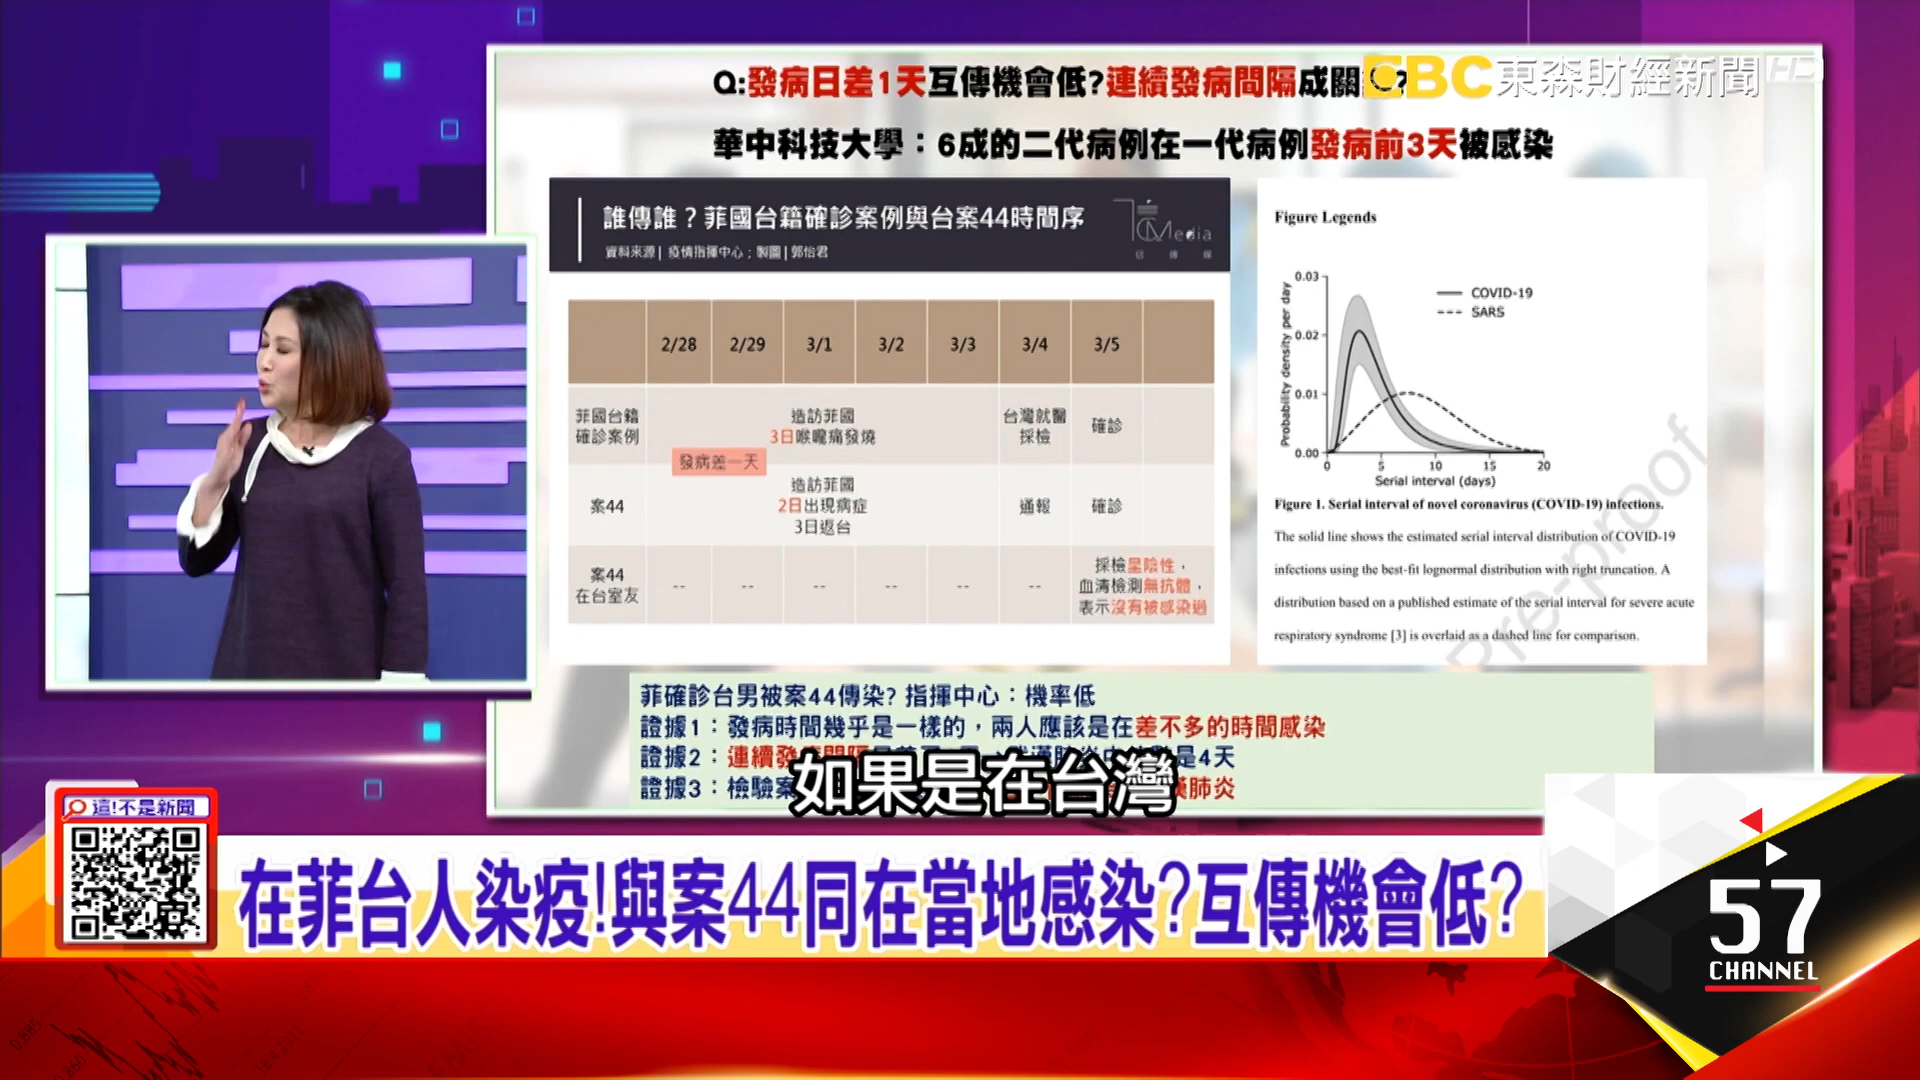 Q:發病日差1天互傳機會低?連續發病間隔成關
EBC 東森財經新聞 HD
華中科技大學：6成的二代病例在一代病例發病前3天被感染
誰傳誰？菲國台籍確診案例與台案44時間序
資料來源| 疫情指揮中心；製圖|郭怡君
TCMedia
信 傳 媒
2/28 2/29 3/1 3/2 3/3 3/4 3/5
菲國台籍
確診案例
造訪菲國
3日喉嚨痛發燒
台灣就醫
採檢
確診
發病差一天
案44
造訪菲國
2日出現病症
3日返台
通報
確診
案44
在台室友
-- -- -- -- -- --
採檢呈陰性，
血清檢測無抗體，
表示沒有被感染過
Figure Legends
Probability density per day
0.03
0.02
0.01
0.00
COVID-19
SARS
0 5 10 15 20
Serial interval (days)
Figure 1. Serial interval of novel coronavirus (COVID-19) infections.
The solid line shows the estimated serial interval distribution of COVID-19
infections using the best-fit lognormal distribution with right truncation. A
distribution based on a published estimate of the serial interval for severe acute
respiratory syndrome [3] is overlaid as a dashed line for comparison.
Pre-proof
菲確診台男被案44傳染? 指揮中心：機率低
證據1：發病時間幾乎是一樣的，兩人應該是在差不多的時間感染
證據2：連續發 是4天
證據3：檢驗案 肺炎
如果是在台灣
這!不是新聞
在菲台人染疫!與案44同在當地感染?互傳機會低?
57
CHANNEL